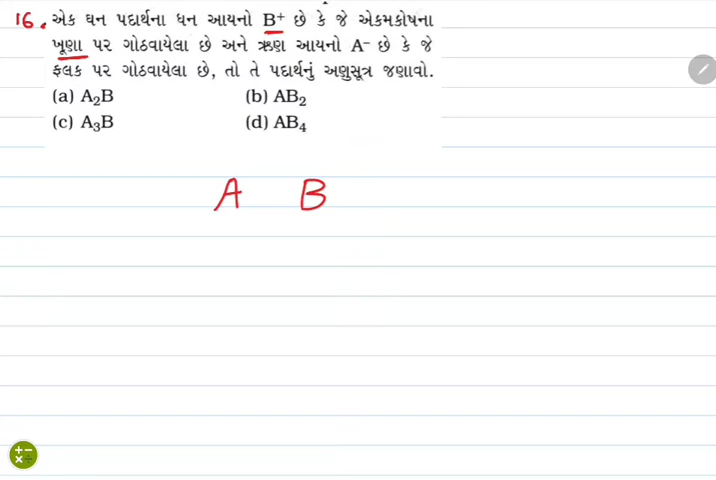 16. એક ઘન પદાર્થના ધન આયનો B⁺ છે કે જે એકમકોષના
ખૂણા પર ગોઠવાયેલા છે અને ઋણ આયનો A⁻ છે કે જે
ફલક પર ગોઠવાયેલા છે, તો તે પદાર્થનું અણુસૂત્ર જણાવો.
(a) A₂B (b) AB₂
(c) A₃B (d) AB₄
A B